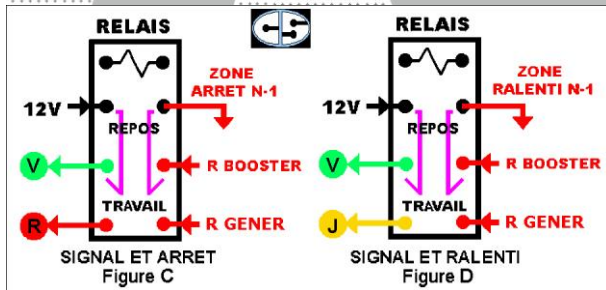 RELAIS
ZONE
ARRET N-1
12V
REPOS
V
R BOOSTER
TRAVAIL
R
R GENER
SIGNAL ET ARRET
Figure C
RELAIS
ZONE
RALENTI N-1
12V
REPOS
V
R BOOSTER
TRAVAIL
J
R GENER
SIGNAL ET RALENTI
Figure D